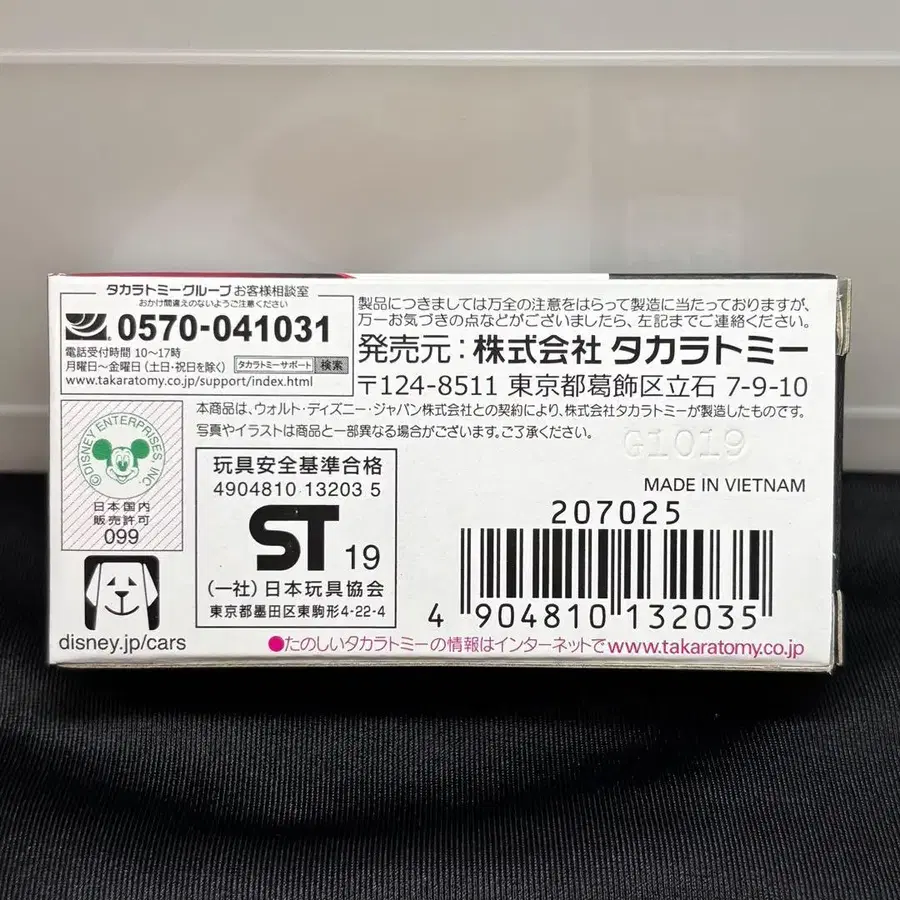 タカラトミーグループ お客様相談室
おかけ間違えのないようご注意ください
0570-041031
電話受付時間 10〜17時
月曜日〜金曜日（土日・祝日を除く） タカラトミーサポート 検索
www.takaratomy.co.jp/support/index.html
製品につきましては万全の注意をはらって製造に当たっておりますが、
万一お気づきの点などがございましたら、左記までご連絡ください。
発売元：株式会社 タカラトミー
〒124-8511 東京都葛飾区立石 7-9-10
本商品は、ウォルト・ディズニー・ジャパン株式会社との契約により、株式会社タカラトミーが製造したものです。
写真やイラストは商品と一部異なる場合がございます。ご了承ください。
G1019
©DISNEY ENTERPRISES, INC.
日本国内
販売許可
099
disney.jp/cars
玩具安全基準合格
4904810 13203 5
ST 19
（一社）日本玩具協会
東京都墨田区東駒形4-22-4
MADE IN VIETNAM
207025
4 904810 132035
●たのしいタカラトミーの情報はインターネットで www.takaratomy.co.jp